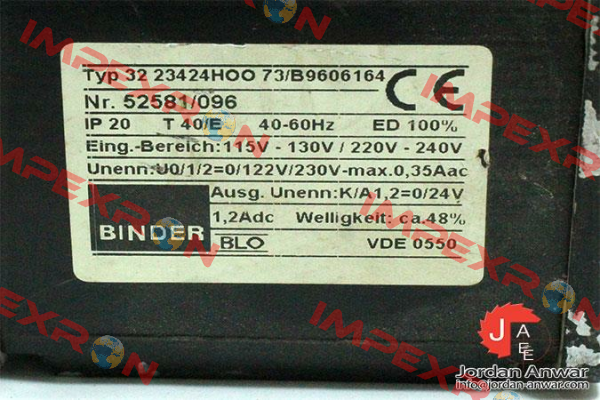 Typ 32 23424HOO 73/B9606164 CE
Nr. 52581/096
IP 20 T 40/E 40-60Hz ED 100%
Eing.-Bereich:115V - 130V / 220V - 240V
Unenn:U0/1/2=0/122V/230V-max.0,35Aac
Ausg. Unenn:K/A1,2=0/24V
1,2Adc Welligkeit: ca.48%
BINDER BLO VDE 0550
IMPEXRON
IMPEXRON
IMPEXRON
IMPEXRON
IMPEXRON
JAEE
Jordan Anwar
info@jordan-anwar.com